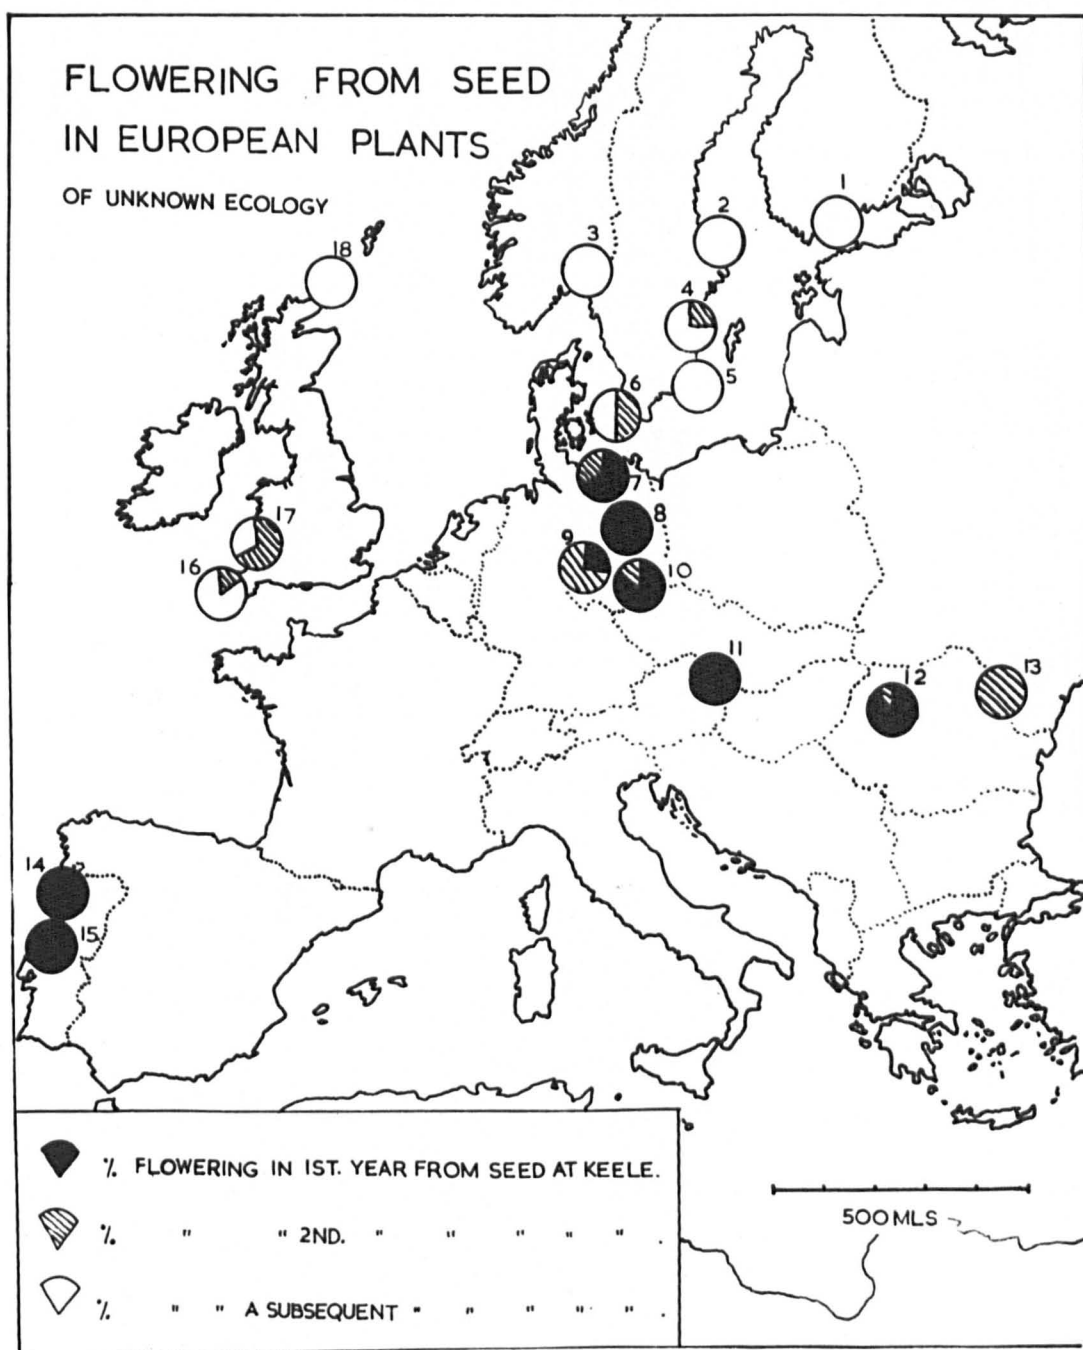 FLOWERING FROM SEED
IN EUROPEAN PLANTS
OF UNKNOWN ECOLOGY
1
2
3
18
4
5
6
7
8
9
10
17
16
11
12
13
14
15
% FLOWERING IN 1ST. YEAR FROM SEED AT KEELE.
% " " 2ND. " " " " " .
% " " A SUBSEQUENT " " " " " .
500 MLS